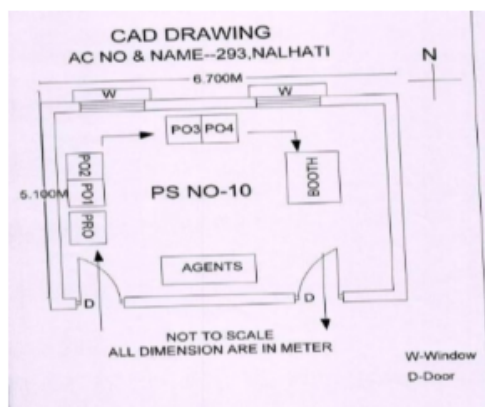 CAD DRAWING
AC NO & NAME--293,NALHATI
N
6.700M
W
W
PO3 PO4
PO2
PO1
PRO
5.100M
PS NO-10
BOOTH
AGENTS
D
D
NOT TO SCALE
ALL DIMENSION ARE IN METER
W-Window
D-Door